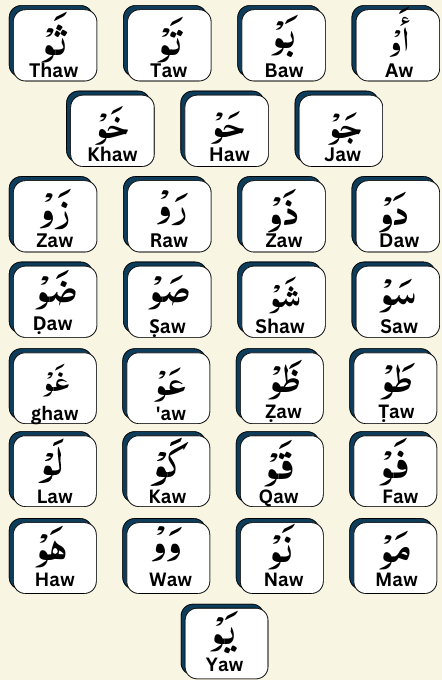 أَوْ
Aw
بَوْ
Baw
تَوْ
Taw
ثَوْ
Thaw
جَوْ
Jaw
حَوْ
Haw
خَوْ
Khaw
دَوْ
Daw
ذَوْ
Zaw
رَوْ
Raw
زَوْ
Zaw
سَوْ
Saw
شَوْ
Shaw
صَوْ
Ṣaw
ضَوْ
Ḍaw
طَوْ
Ṭaw
ظَوْ
Ẓaw
عَوْ
'aw
غَوْ
ghaw
فَوْ
Faw
قَوْ
Qaw
كَوْ
Kaw
لَوْ
Law
مَوْ
Maw
نَوْ
Naw
وَوْ
Waw
هَوْ
Haw
يَوْ
Yaw